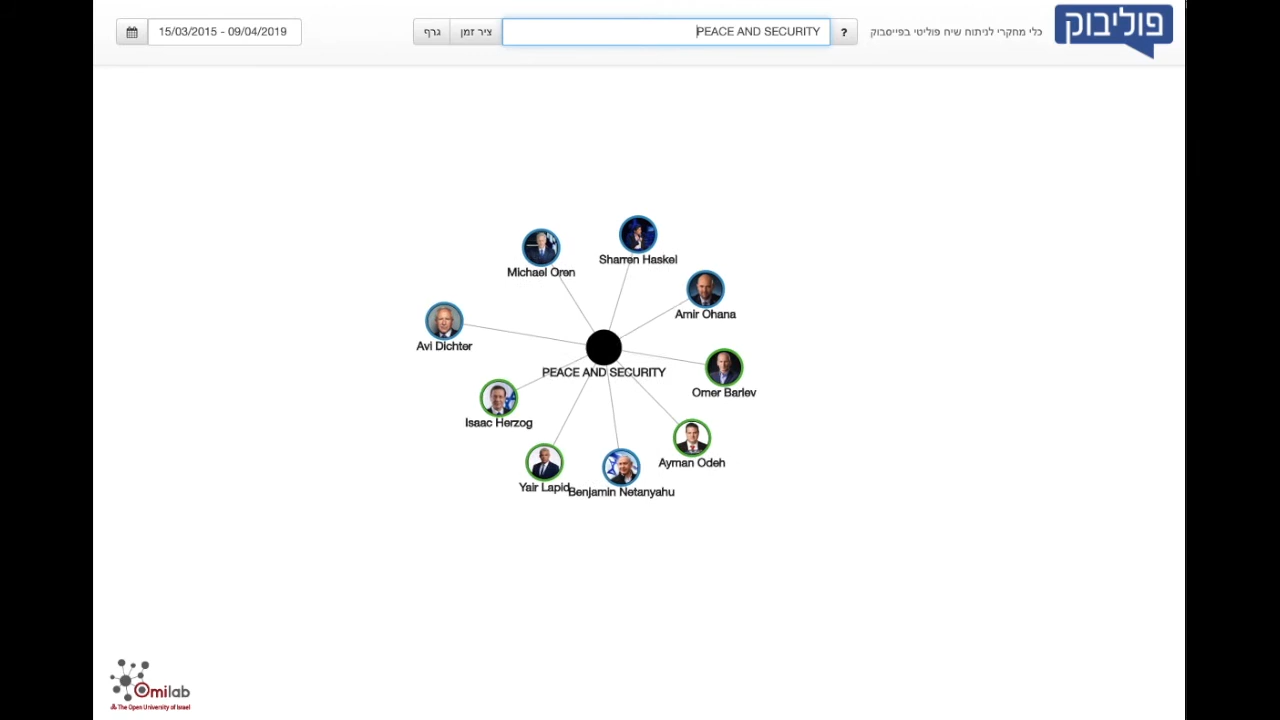 15/03/2015 - 09/04/2019
גרף
ציר זמן
PEACE AND SECURITY
?
כלי מחקרי לניתוח שיח פוליטי בפייסבוק
פוליבוק
Sharren Haskel
Michael Oren
Amir Ohana
Avi Dichter
PEACE AND SECURITY
Omer Barlev
Isaac Herzog
Ayman Odeh
Yair Lapid
Benjamin Netanyahu
Omilab
The Open University of Israel